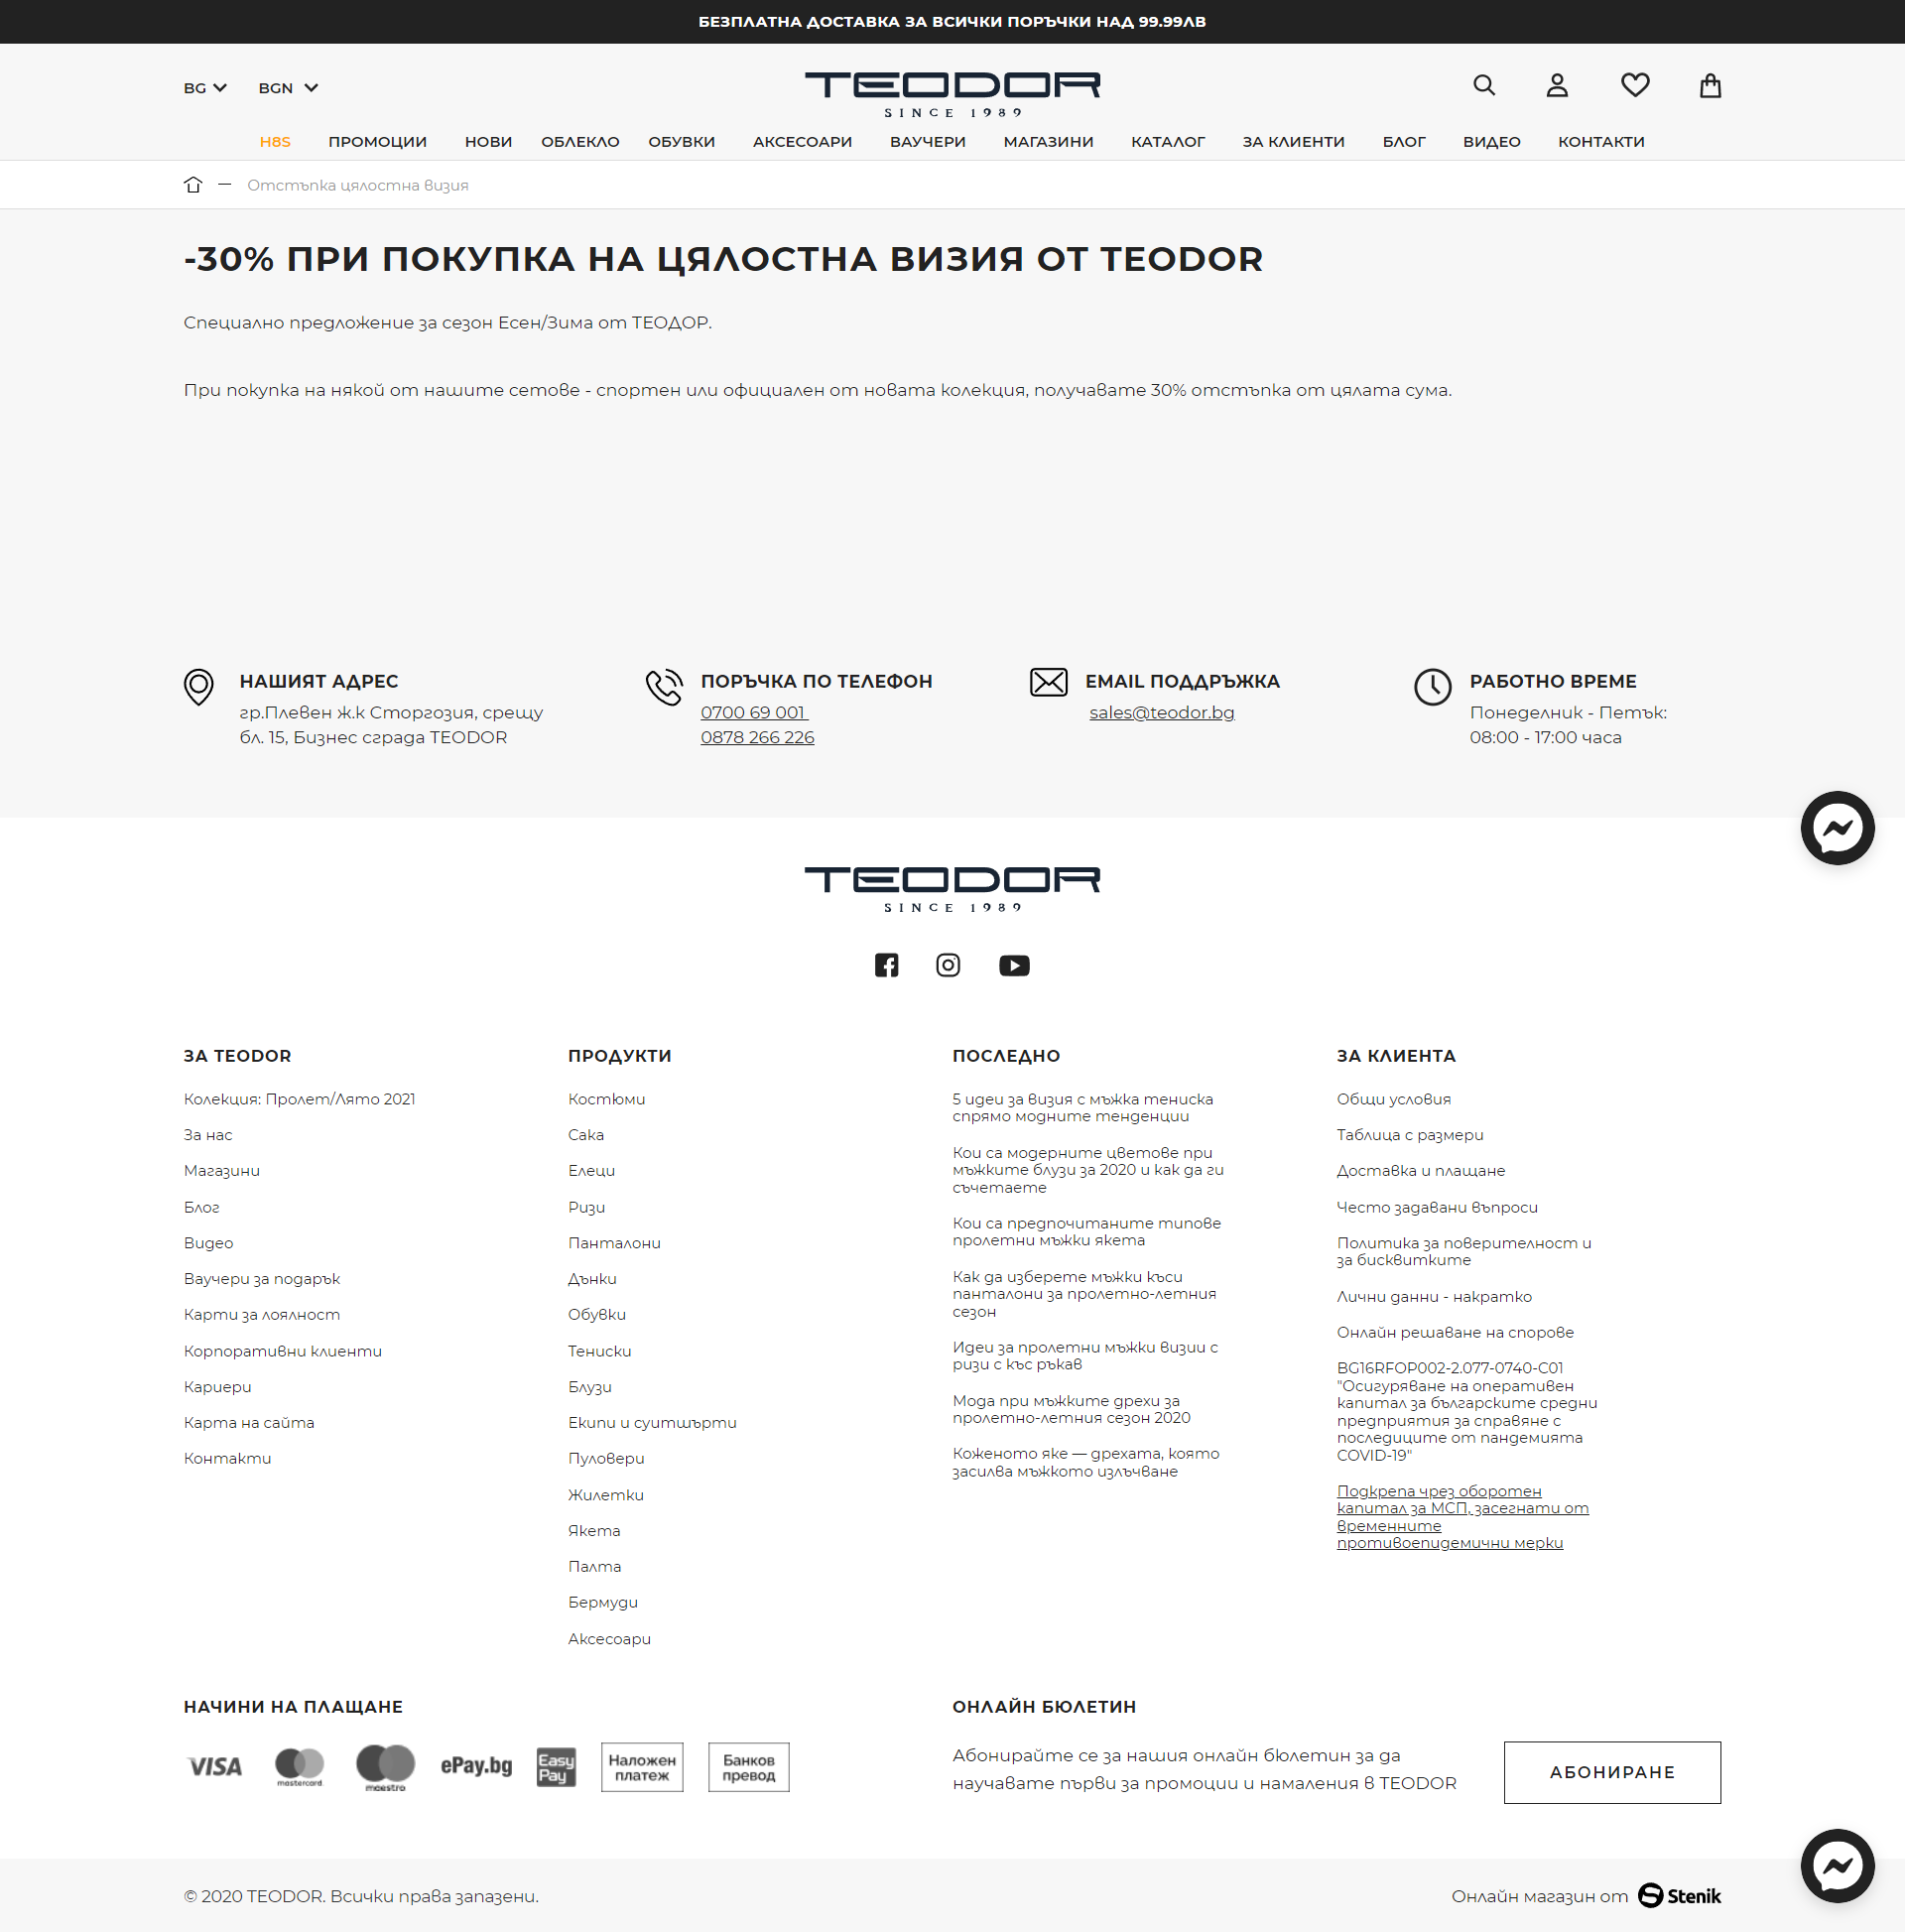 БЕЗПЛАТНА ДОСТАВКА ЗА ВСИЧКИ ПОРЪЧКИ НАД 99.99ЛВ
BG BGN
TEODOR
SINCE 1989
H8S ПРОМОЦИИ НОВИ ОБЛЕКЛО ОБУВКИ АКСЕСОАРИ ВАУЧЕРИ МАГАЗИНИ КАТАЛОГ ЗА КЛИЕНТИ БЛОГ ВИДЕО КОНТАКТИ
Отстъпка цялостна визия
-30% ПРИ ПОКУПКА НА ЦЯЛОСТНА ВИЗИЯ ОТ TEODOR
Специално предложение за сезон Есен/Зима от ТЕОДОР.
При покупка на някой от нашите сетове - спортен или официален от новата колекция, получавате 30% отстъпка от цялата сума.
НАШИЯТ АДРЕС
гр.Плевен ж.к Сторгозия, срещу
бл. 15, Бизнес сграда TEODOR
ПОРЪЧКА ПО ТЕЛЕФОН
0700 69 001
0878 266 226
EMAIL ПОДДРЪЖКА
sales@teodor.bg
РАБОТНО ВРЕМЕ
Понеделник - Петък:
08:00 - 17:00 часа
TEODOR
SINCE 1989
ЗА TEODOR
Колекция: Пролет/Лято 2021
За нас
Магазини
Блог
Видео
Ваучери за подарък
Карти за лоялност
Корпоративни клиенти
Кариери
Карта на сайта
Контакти
ПРОДУКТИ
Костюми
Сака
Елеци
Ризи
Панталони
Дънки
Обувки
Тениски
Блузи
Екипи и суитшърти
Пуловери
Жилетки
Якета
Палта
Бермуди
Аксесоари
ПОСЛЕДНО
5 идеи за визия с мъжка тениска
спрямо модните тенденции
Кои са модерните цветове при
мъжките блузи за 2020 и как да ги
съчетаете
Кои са предпочитаните типове
пролетни мъжки якета
Как да изберете мъжки къси
панталони за пролетно-летния
сезон
Идеи за пролетни мъжки визии с
ризи с къс ръкав
Мода при мъжките дрехи за
пролетно-летния сезон 2020
Коженото яке — дрехата, която
засилва мъжкото излъчване
ЗА КЛИЕНТА
Общи условия
Таблица с размери
Доставка и плащане
Често задавани въпроси
Политика за поверителност и
за бисквитките
Лични данни - накратко
Онлайн решаване на спорове
BG16RFOP002-2.077-0740-C01
"Осигуряване на оперативен
капитал за българските средни
предприятия за справяне с
последиците от пандемията
COVID-19"
Подкрепа чрез оборотен
капитал за МСП, засегнати от
временните
противоепидемични мерки
НАЧИНИ НА ПЛАЩАНЕ
VISA
mastercard
maestro
ePay.bg
Easy
Pay
Наложен
платеж
Банков
превод
ОНЛАЙН БЮЛЕТИН
Абонирайте се за нашия онлайн бюлетин за да
научавате първи за промоции и намаления в TEODOR
АБОНИРАНЕ
© 2020 TEODOR. Всички права запазени.
Онлайн магазин от Stenik